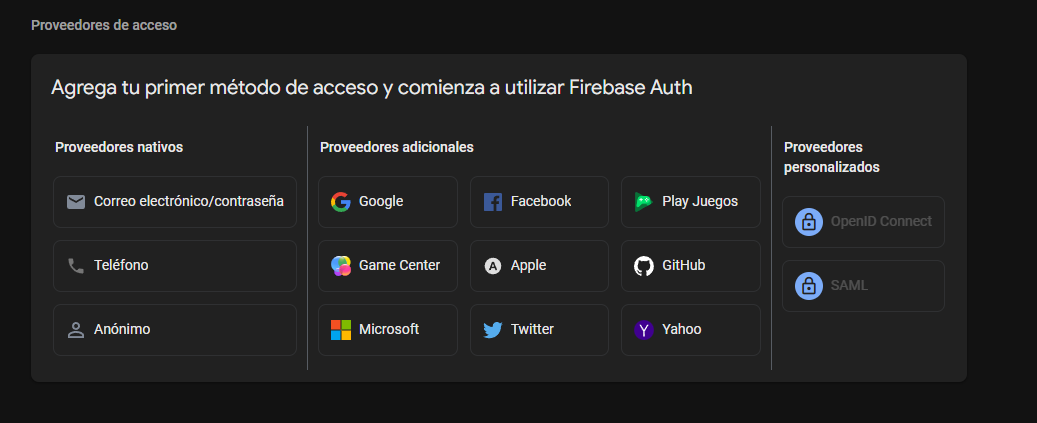 Proveedores de acceso
Agrega tu primer método de acceso y comienza a utilizar Firebase Auth
Proveedores nativos
Correo electrónico/contraseña
Teléfono
Anónimo
Proveedores adicionales
Google
Facebook
Play Juegos
Game Center
Apple
GitHub
Microsoft
Twitter
Yahoo
Proveedores
personalizados
OpenID Connect
SAML